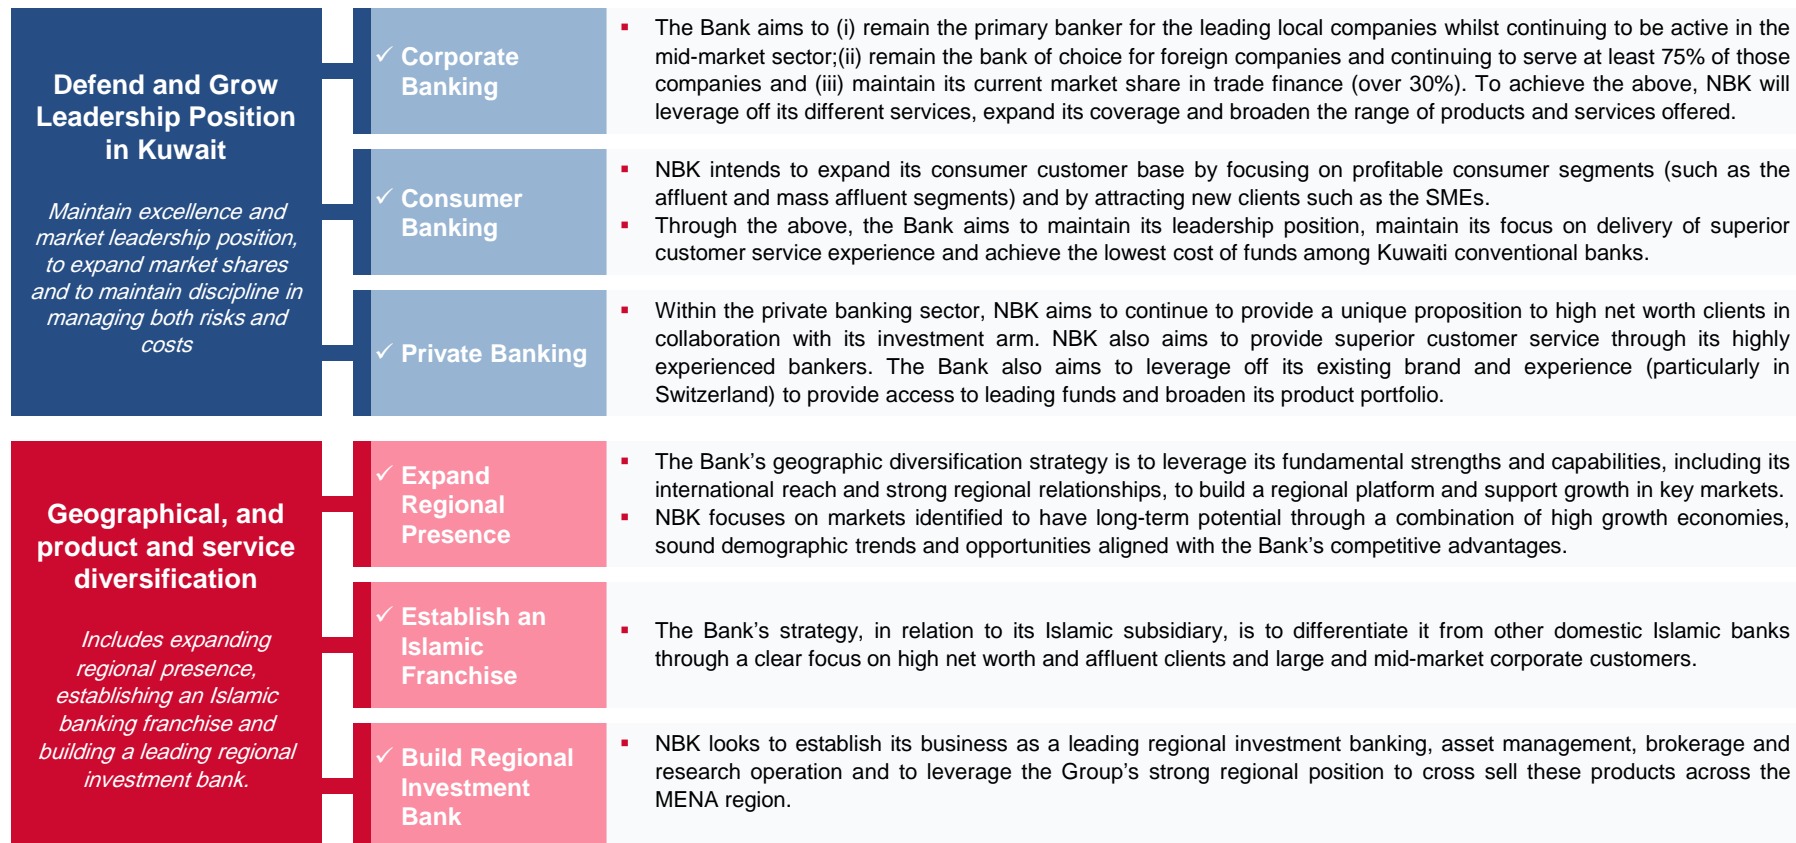 Defend and Grow
Leadership Position
in Kuwait
Maintain excellence and
market leadership position,
to expand market shares
and to maintain discipline in
managing both risks and
costs
✓ Corporate
Banking
▪ The Bank aims to (i) remain the primary banker for the leading local companies whilst continuing to be active in the
mid-market sector;(ii) remain the bank of choice for foreign companies and continuing to serve at least 75% of those
companies and (iii) maintain its current market share in trade finance (over 30%). To achieve the above, NBK will
leverage off its different services, expand its coverage and broaden the range of products and services offered.
✓ Consumer
Banking
▪ NBK intends to expand its consumer customer base by focusing on profitable consumer segments (such as the
affluent and mass affluent segments) and by attracting new clients such as the SMEs.
▪ Through the above, the Bank aims to maintain its leadership position, maintain its focus on delivery of superior
customer service experience and achieve the lowest cost of funds among Kuwaiti conventional banks.
✓ Private Banking
▪ Within the private banking sector, NBK aims to continue to provide a unique proposition to high net worth clients in
collaboration with its investment arm. NBK also aims to provide superior customer service through its highly
experienced bankers. The Bank also aims to leverage off its existing brand and experience (particularly in
Switzerland) to provide access to leading funds and broaden its product portfolio.
Geographical, and
product and service
diversification
Includes expanding
regional presence,
establishing an Islamic
banking franchise and
building a leading regional
investment bank.
✓ Expand
Regional
Presence
▪ The Bank’s geographic diversification strategy is to leverage its fundamental strengths and capabilities, including its
international reach and strong regional relationships, to build a regional platform and support growth in key markets.
▪ NBK focuses on markets identified to have long-term potential through a combination of high growth economies,
sound demographic trends and opportunities aligned with the Bank’s competitive advantages.
✓ Establish an
Islamic
Franchise
▪ The Bank’s strategy, in relation to its Islamic subsidiary, is to differentiate it from other domestic Islamic banks
through a clear focus on high net worth and affluent clients and large and mid-market corporate customers.
✓ Build Regional
Investment
Bank
▪ NBK looks to establish its business as a leading regional investment banking, asset management, brokerage and
research operation and to leverage the Group’s strong regional position to cross sell these products across the
MENA region.